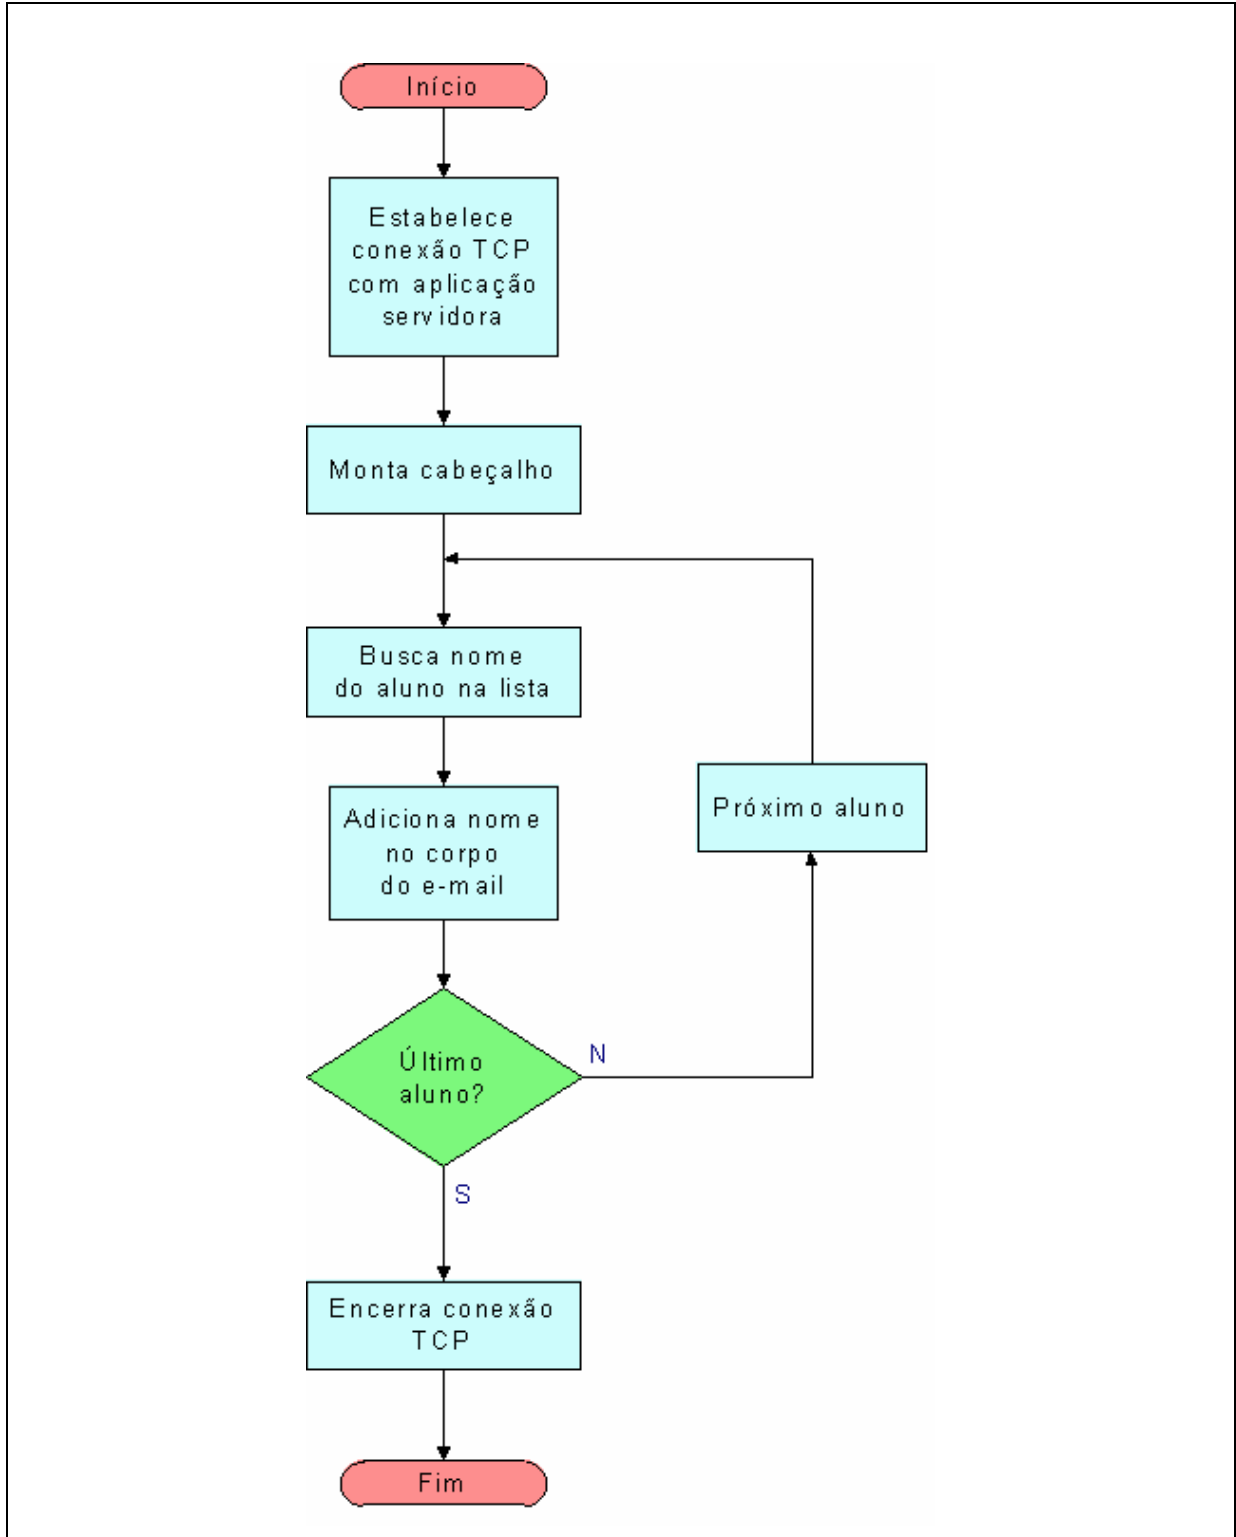 Início
Estabelece
conexão TCP
com aplicação
servidora
Monta cabeçalho
Busca nome
do aluno na lista
Adiciona nome
no corpo
do e-mail
Próximo aluno
Último
aluno?
N
S
Encerra conexão
TCP
Fim